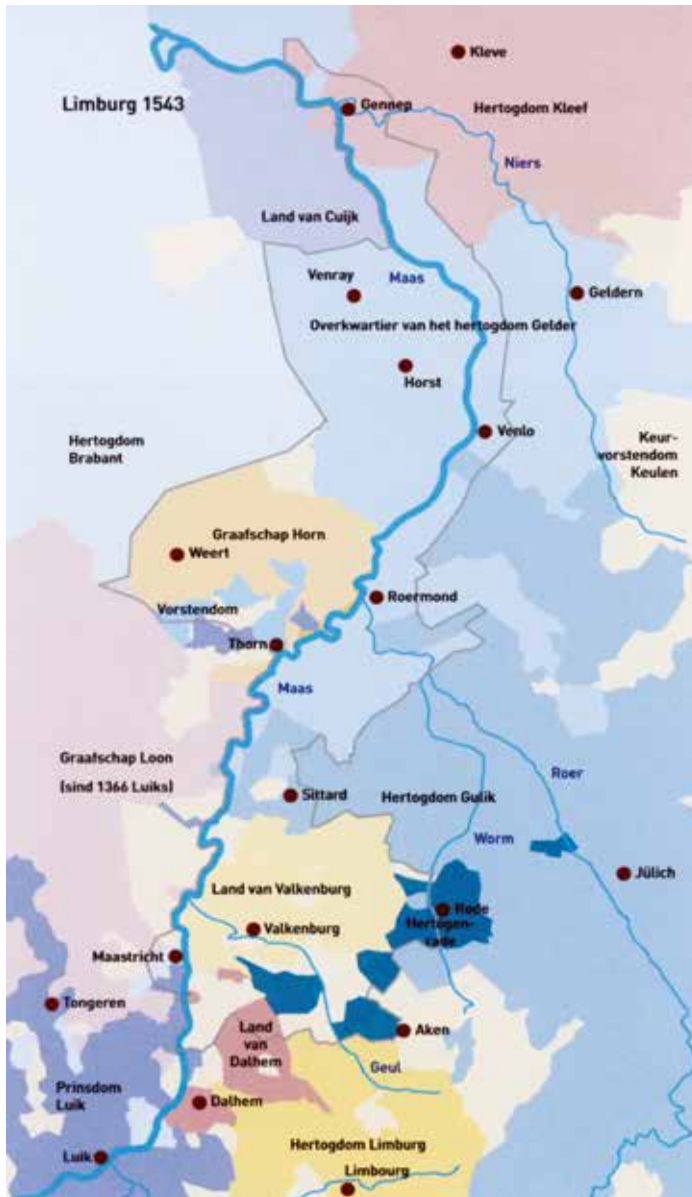 Kleve
Limburg 1543
Gennep
Hertogdom Kleef
Niers
Land van Cuijk
Venray
Maas
Geldern
Overkwartier van het hertogdom Gelder
Horst
Venlo
Hertogdom
Brabant
Keur-
vorstendom
Keulen
Graafschap Horn
Weert
Vorstendom
Roermond
Thorn
Maas
Graafschap Loon
(sind 1366 Luiks)
Roer
Sittard
Hertogdom Gulik
Worm
Jülich
Land van Valkenburg
Rode
Hertogen-
rade
Valkenburg
Maastricht
Tongeren
Aken
Land
van
Dalhem
Geul
Prinsdom
Luik
Dalhem
Hertogdom Limburg
Luik
Limbourg